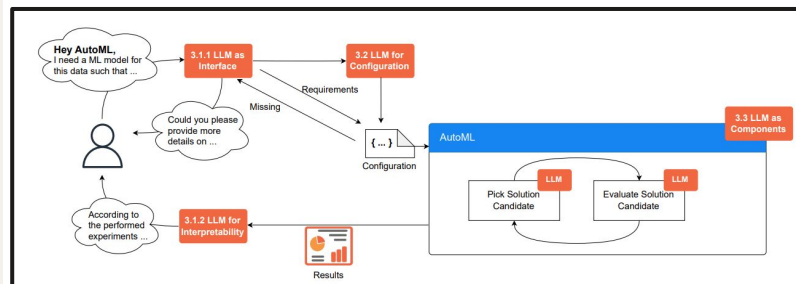 Hey AutoML,
I need a ML model for
this data such that ...
3.1.1 LLM as
Interface
3.2 LLM for
Configuration
Requirements
Missing
Could you please
provide more
details on ...
{ ... }
Configuration
3.3 LLM as
Components
AutoML
LLM
Pick Solution
Candidate
LLM
Evaluate Solution
Candidate
According to
the performed
experiments ...
3.1.2 LLM for
Interpretability
Results